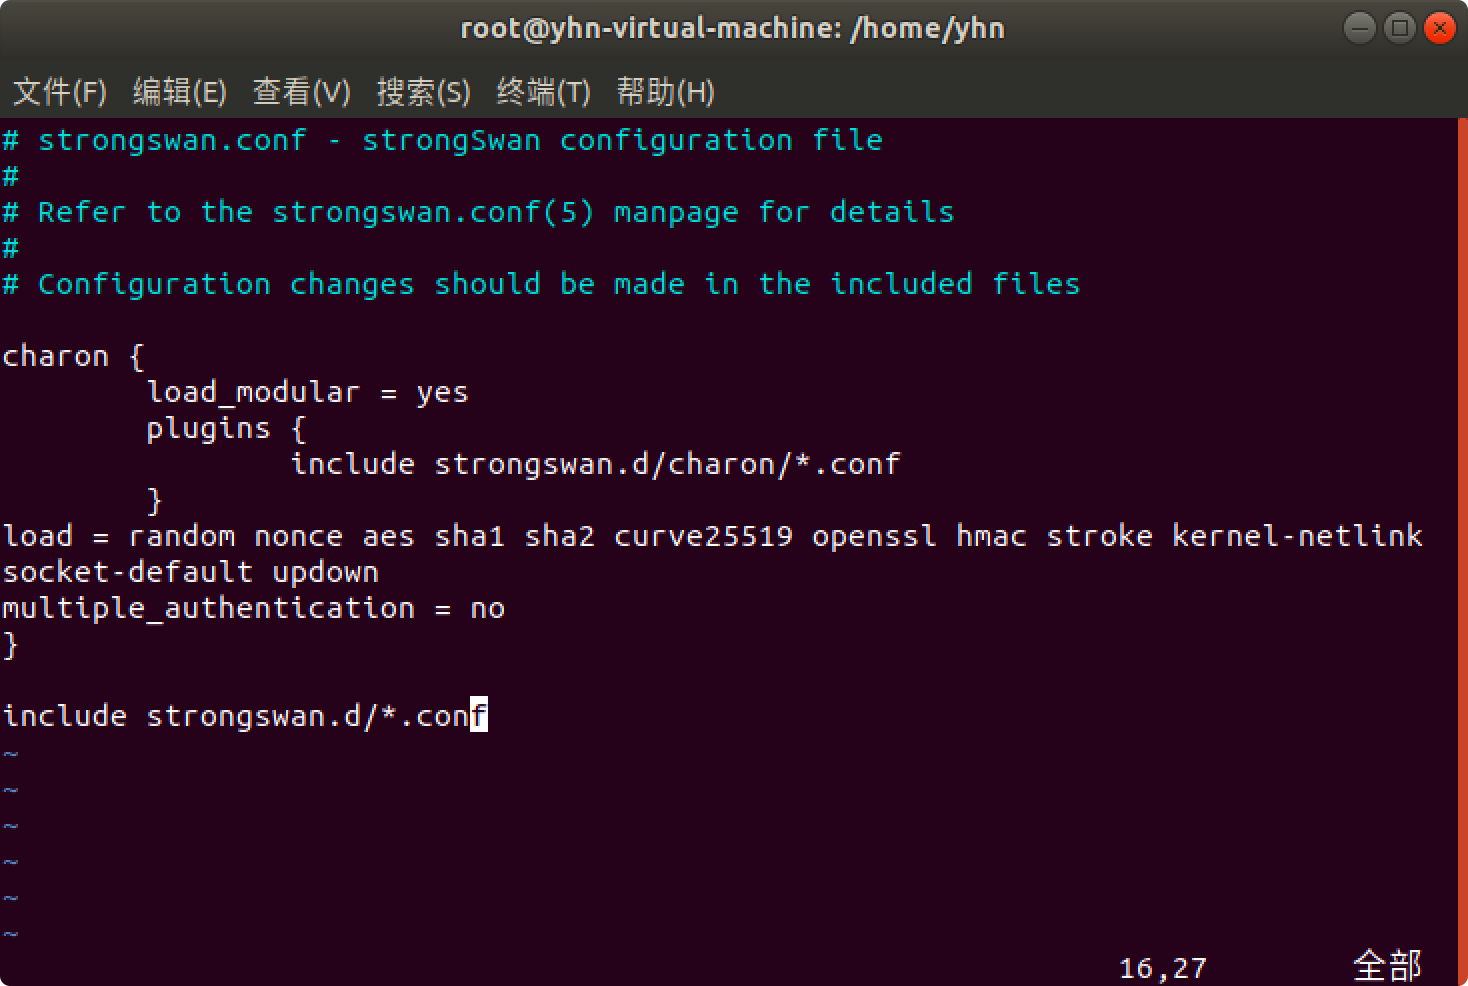 root@yhn-virtual-machine: /home/yhn
文件(F) 编辑(E) 查看(V) 搜索(S) 终端(T) 帮助(H)
# strongswan.conf - strongSwan configuration file
#
# Refer to the strongswan.conf(5) manpage for details
#
# Configuration changes should be made in the included files
charon {
load_modular = yes
plugins {
include strongswan.d/charon/*.conf
}
load = random nonce aes sha1 sha2 curve25519 openssl hmac stroke kernel-netlink
socket-default updown
multiple_authentication = no
}
include strongswan.d/*.conf
~
~
~
~
~
~
16,27 全部